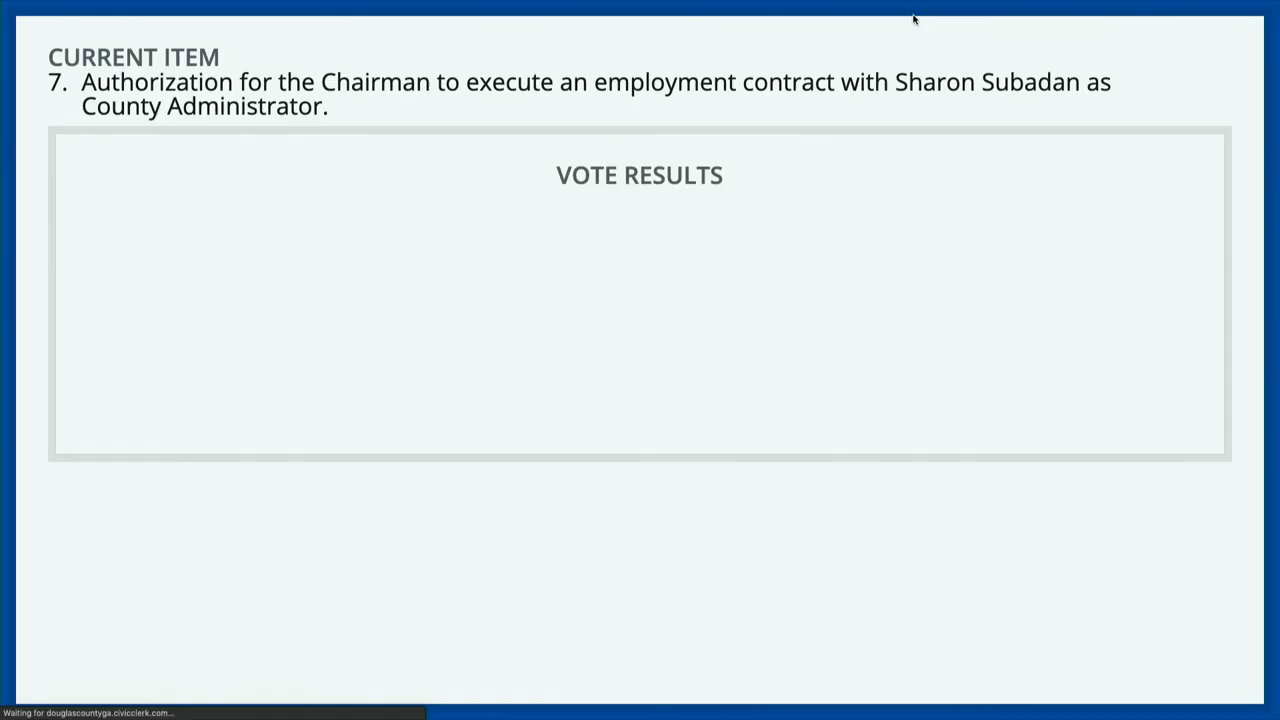 CURRENT ITEM
7. Authorization for the Chairman to execute an employment contract with Sharon Subadan as
County Administrator.
VOTE RESULTS
Waiting for douglascountyga.civicclerk.com...